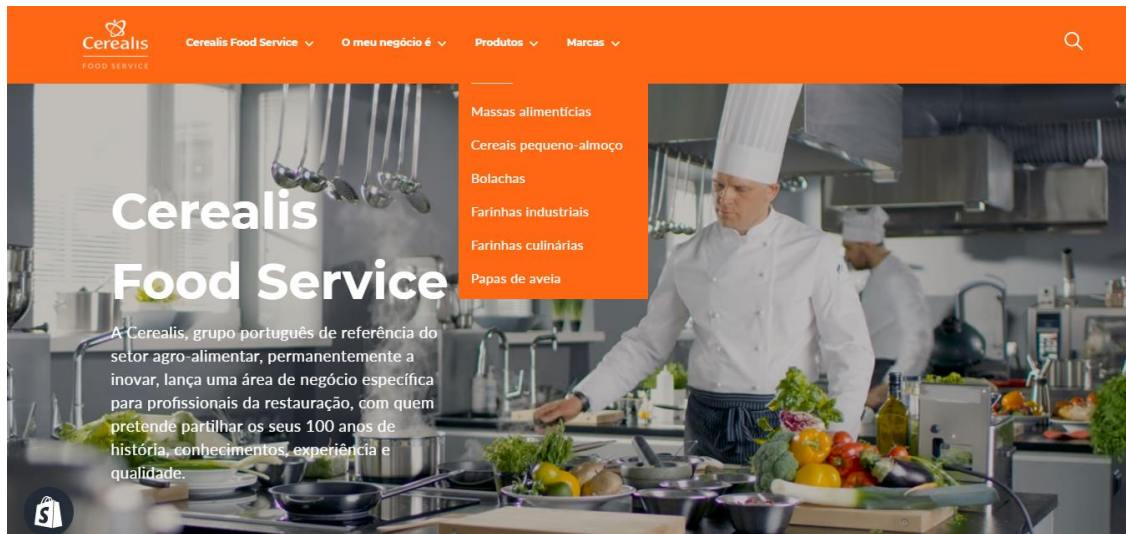 Cerealis
FOOD SERVICE
Cerealis Food Service
O meu negócio é
Produtos
Marcas
Massas alimentícias
Cereais pequeno-almoço
Bolachas
Farinhas industriais
Farinhas culinárias
Papas de aveia
Cerealis
Food Service
A Cerealis, grupo português de referência do
setor agro-alimentar, permanentemente a
inovar, lança uma área de negócio específica
para profissionais da restauração, com quem
pretende partilhar os seus 100 anos de
história, conhecimentos, experiência e
qualidade.